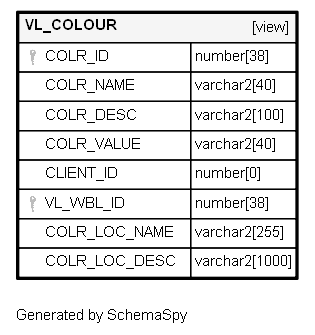 VL_COLOUR [view]
COLR_ID number[38]
COLR_NAME varchar2[40]
COLR_DESC varchar2[100]
COLR_VALUE varchar2[40]
CLIENT_ID number[0]
VL_WBL_ID number[38]
COLR_LOC_NAME varchar2[255]
COLR_LOC_DESC varchar2[1000]
Generated by SchemaSpy